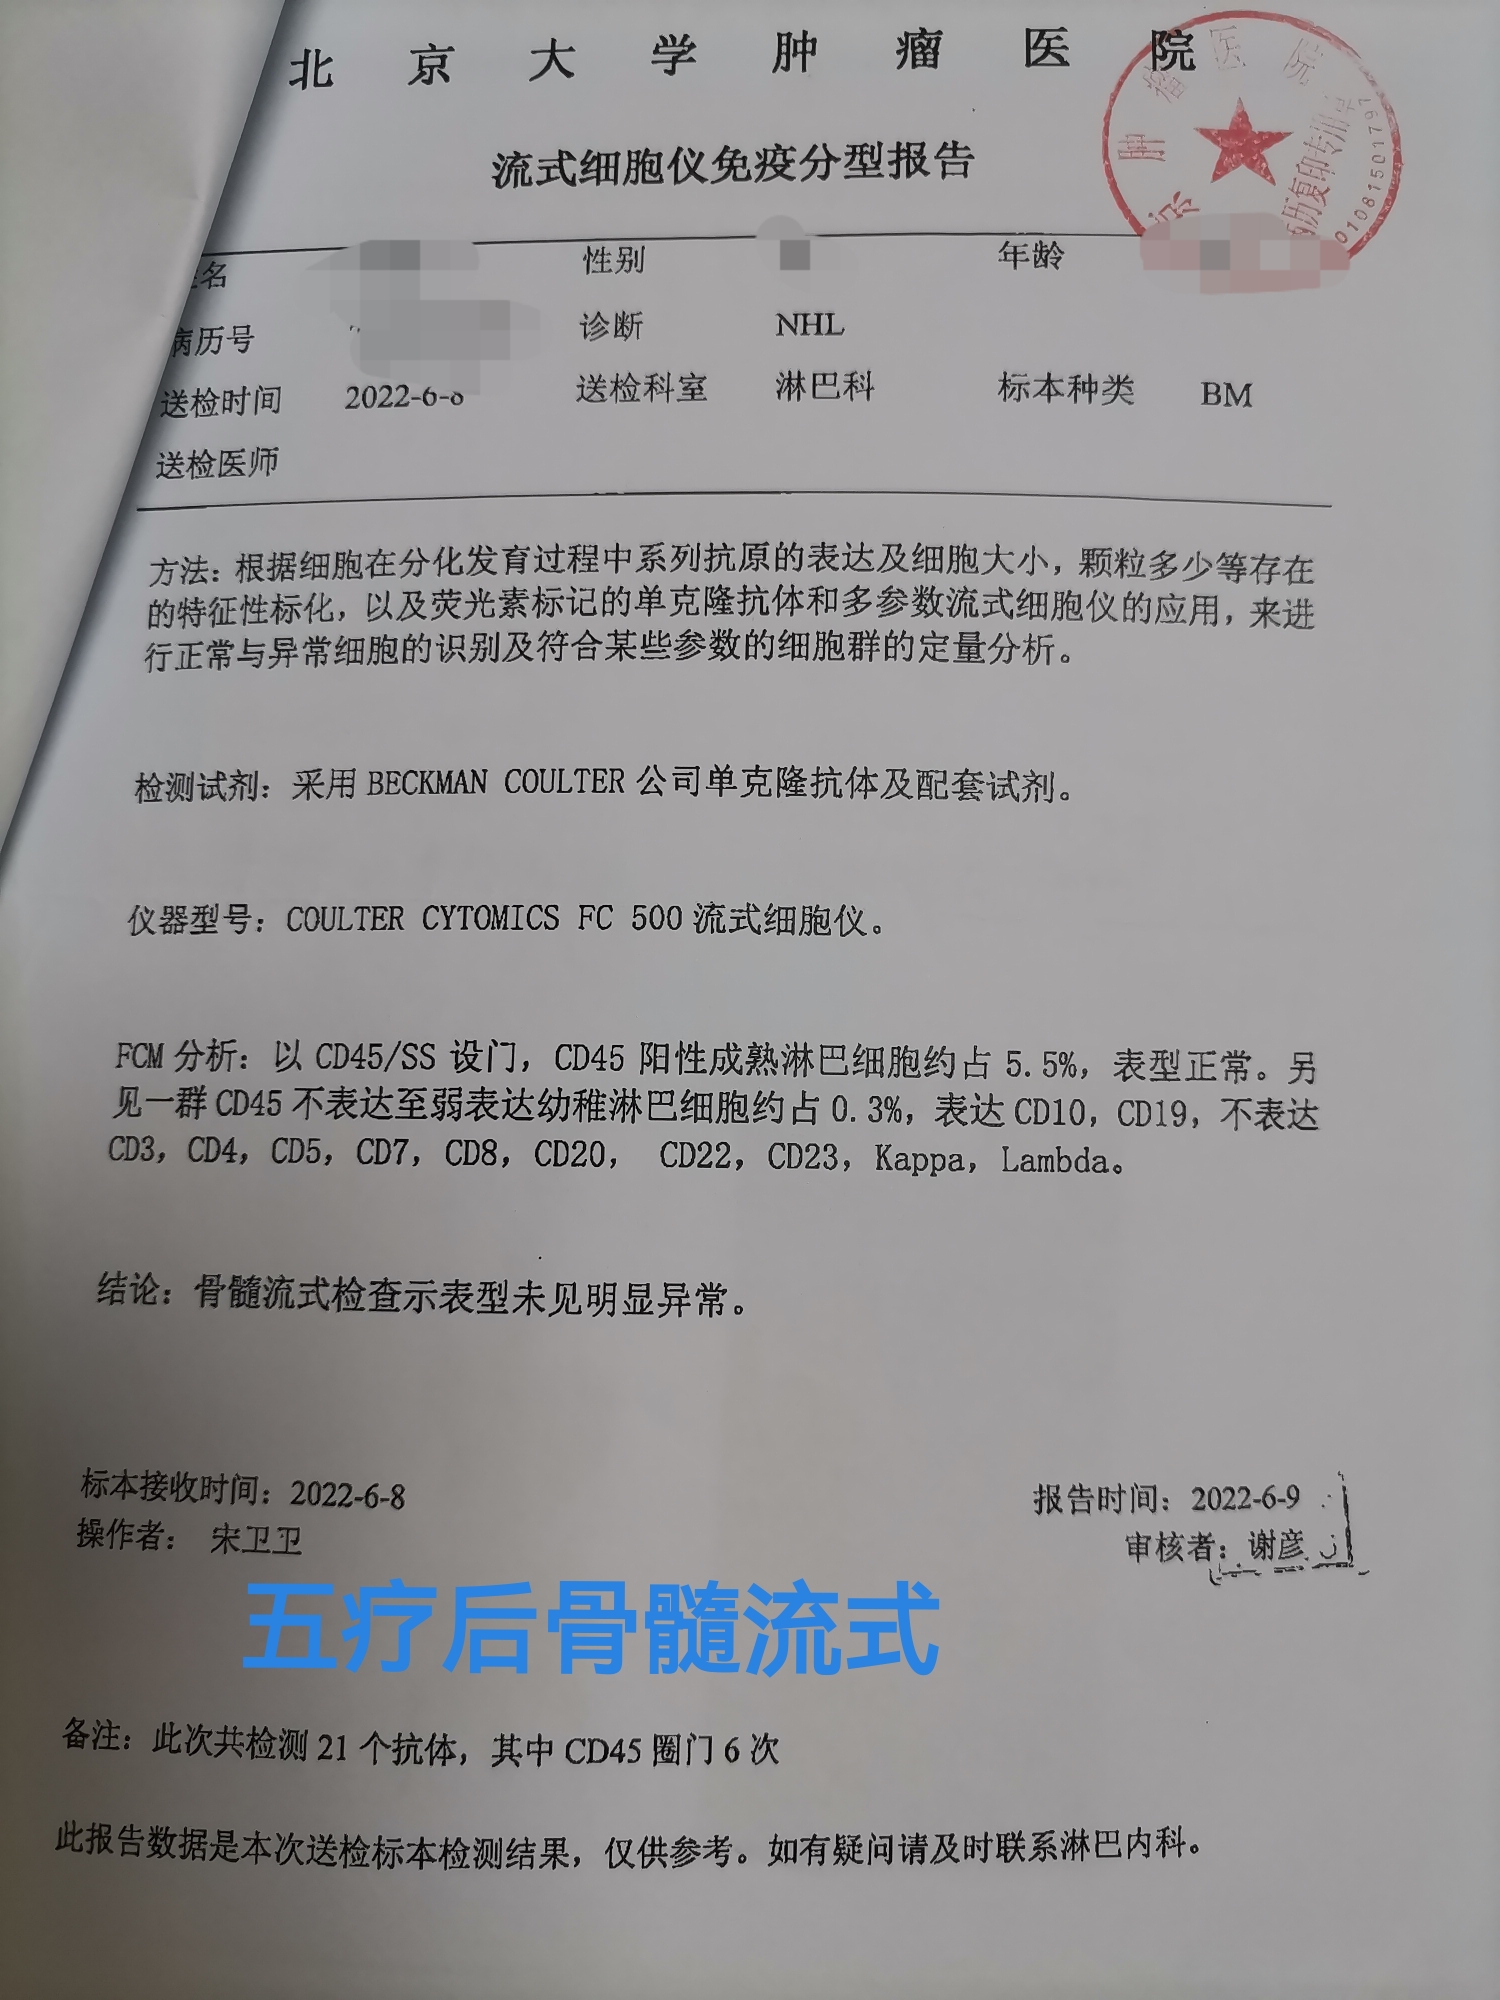 北京大学肿瘤医院
肿瘤医院
病历复印专用章
流式细胞仪免疫分型报告
名 性别 年龄
病历号 诊断 NHL
送检时间 2022-6-8 送检科室 淋巴科 标本种类 BM
送检医师
方法：根据细胞在分化发育过程中系列抗原的表达及细胞大小，颗粒多少等存在
的特征性标化，以及荧光素标记的单克隆抗体和多参数流式细胞仪的应用，来进
行正常与异常细胞的识别及符合某些参数的细胞群的定量分析。
检测试剂：采用 BECKMAN COULTER 公司单克隆抗体及配套试剂。
仪器型号：COULTER CYTOMICS FC 500 流式细胞仪。
FCM 分析：以 CD45/SS 设门，CD45 阳性成熟淋巴细胞约占 5.5%，表型正常。另
见一群 CD45 不表达至弱表达幼稚淋巴细胞约占 0.3%，表达 CD10，CD19，不表达
CD3，CD4，CD5，CD7，CD8，CD20， CD22，CD23，Kappa，Lambda。
结论：骨髓流式检查示表型未见明显异常。
标本接收时间：2022-6-8 报告时间：2022-6-9
操作者： 宋卫卫 审核者：谢彦
五疗后骨髓流式
备注：此次共检测 21 个抗体，其中 CD45 圈门 6 次
此报告数据是本次送检标本检测结果，仅供参考。如有疑问请及时联系淋巴内科。